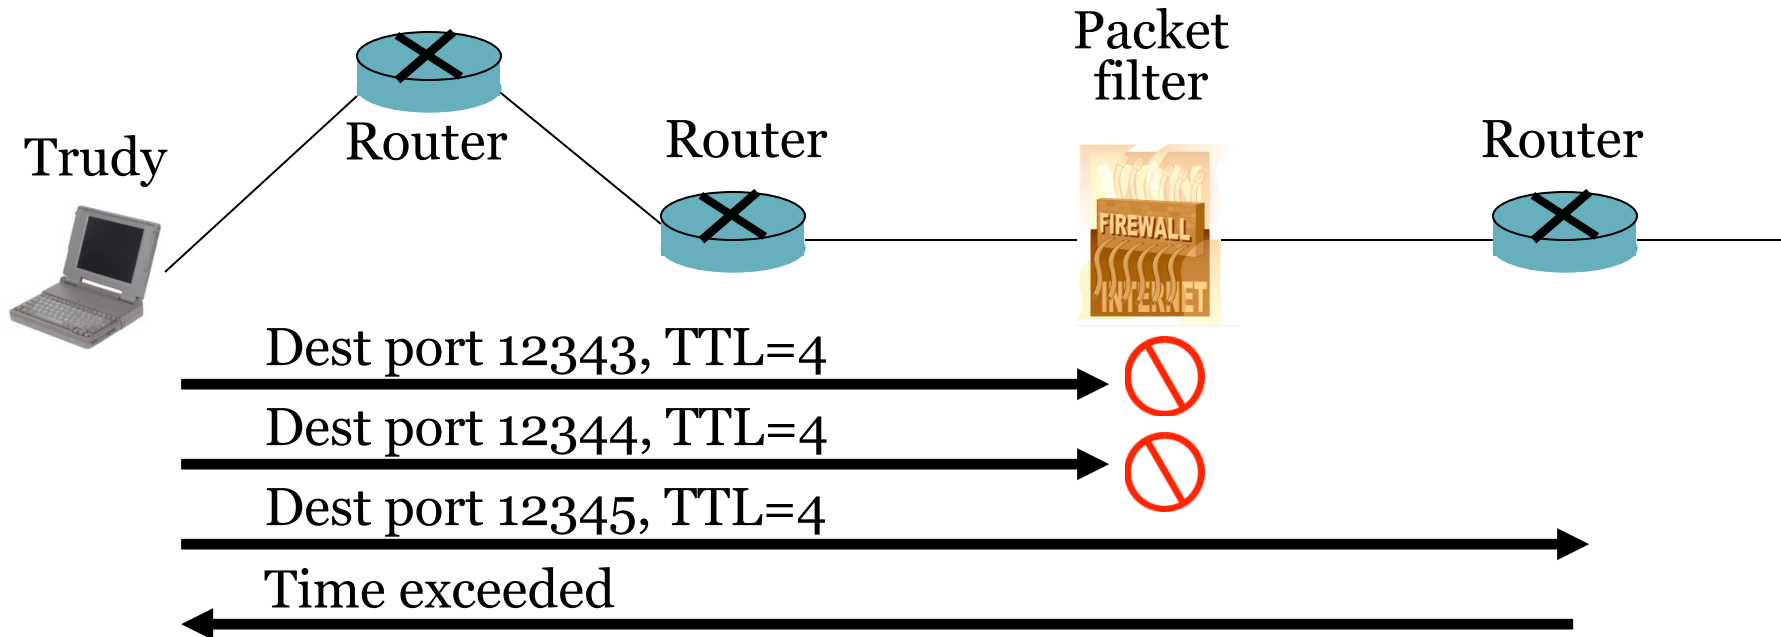 Packet
filter
Router
Router
Router
Trudy
FIREWALL
INTERNET
Dest port 12343, TTL=4
Dest port 12344, TTL=4
Dest port 12345, TTL=4
Time exceeded